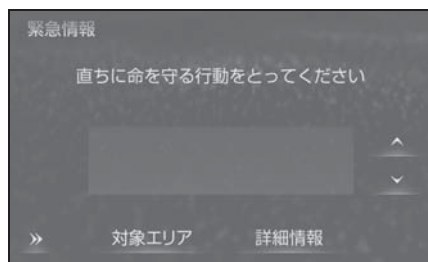 緊急情報
直ちに命を守る行動をとってください
対象エリア
詳細情報